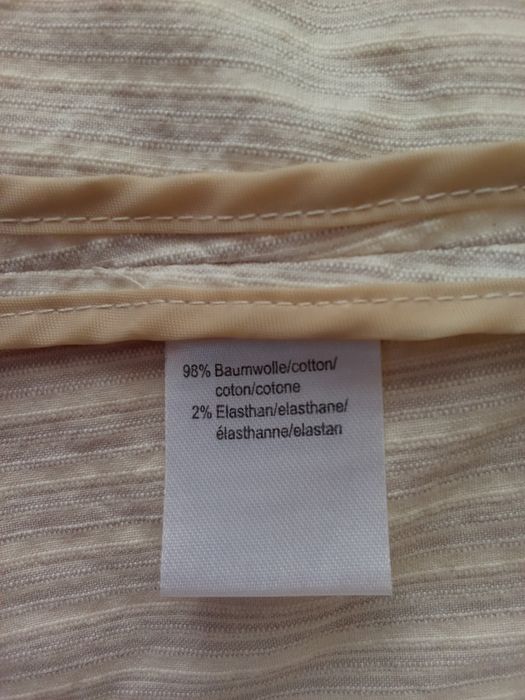 98% Baumwolle/cotton/
coton/cotone
2% Elasthan/elasthane/
élasthanne/elastan